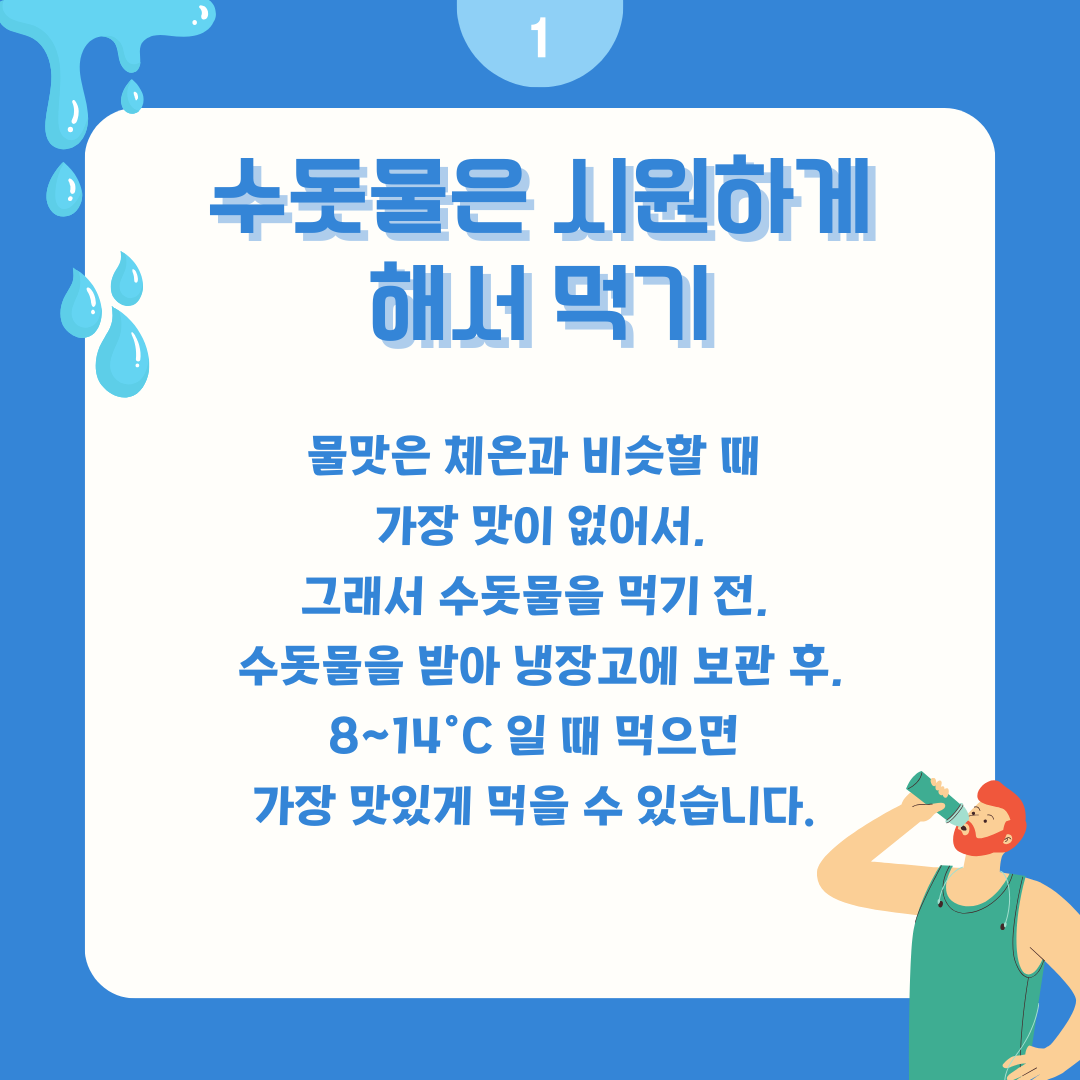 1
수돗물은 시원하게
해서 먹기
물맛은 체온과 비슷할 때
가장 맛이 없어서.
그래서 수돗물을 먹기 전,
수돗물을 받아 냉장고에 보관 후,
8~14°C 일 때 먹으면
가장 맛있게 먹을 수 있습니다.